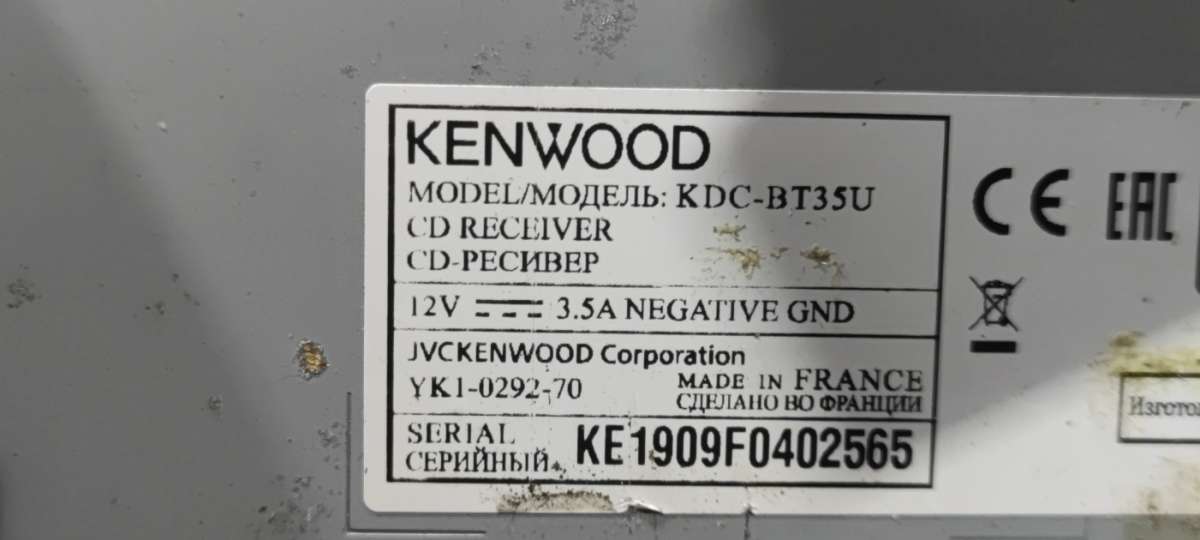 KENWOOD
MODEL/МОДЕЛЬ: KDC-BT35U
CD RECEIVER
CD-РЕСИВЕР
12V 3.5A NEGATIVE GND
JVCKENWOOD Corporation
YK1-0292-70
MADE IN FRANCE
СДЕЛАНО ВО ФРАНЦИИ
SERIAL
СЕРИЙНЫЙ
KE1909F0402565
CE EAC